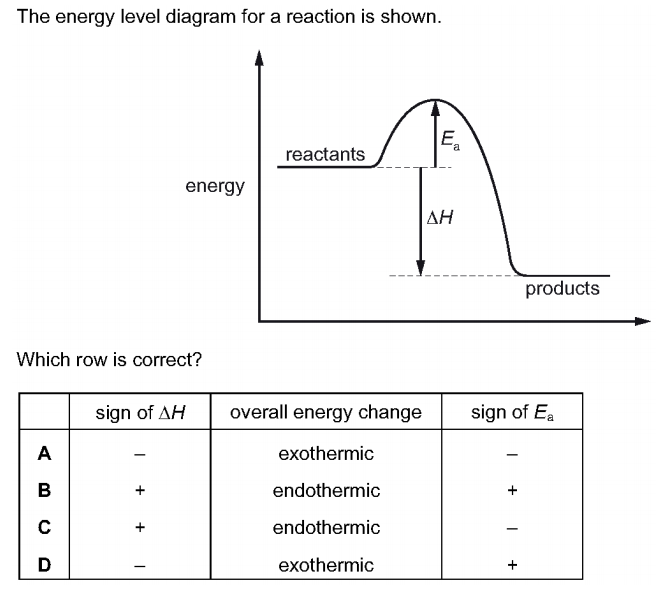 The energy level diagram for a reaction is shown.
reactants
Ea
energy
ΔH
products
Which row is correct?
sign of ΔH overall energy change sign of Ea
A – exothermic –
B + endothermic +
C + endothermic –
D – exothermic +